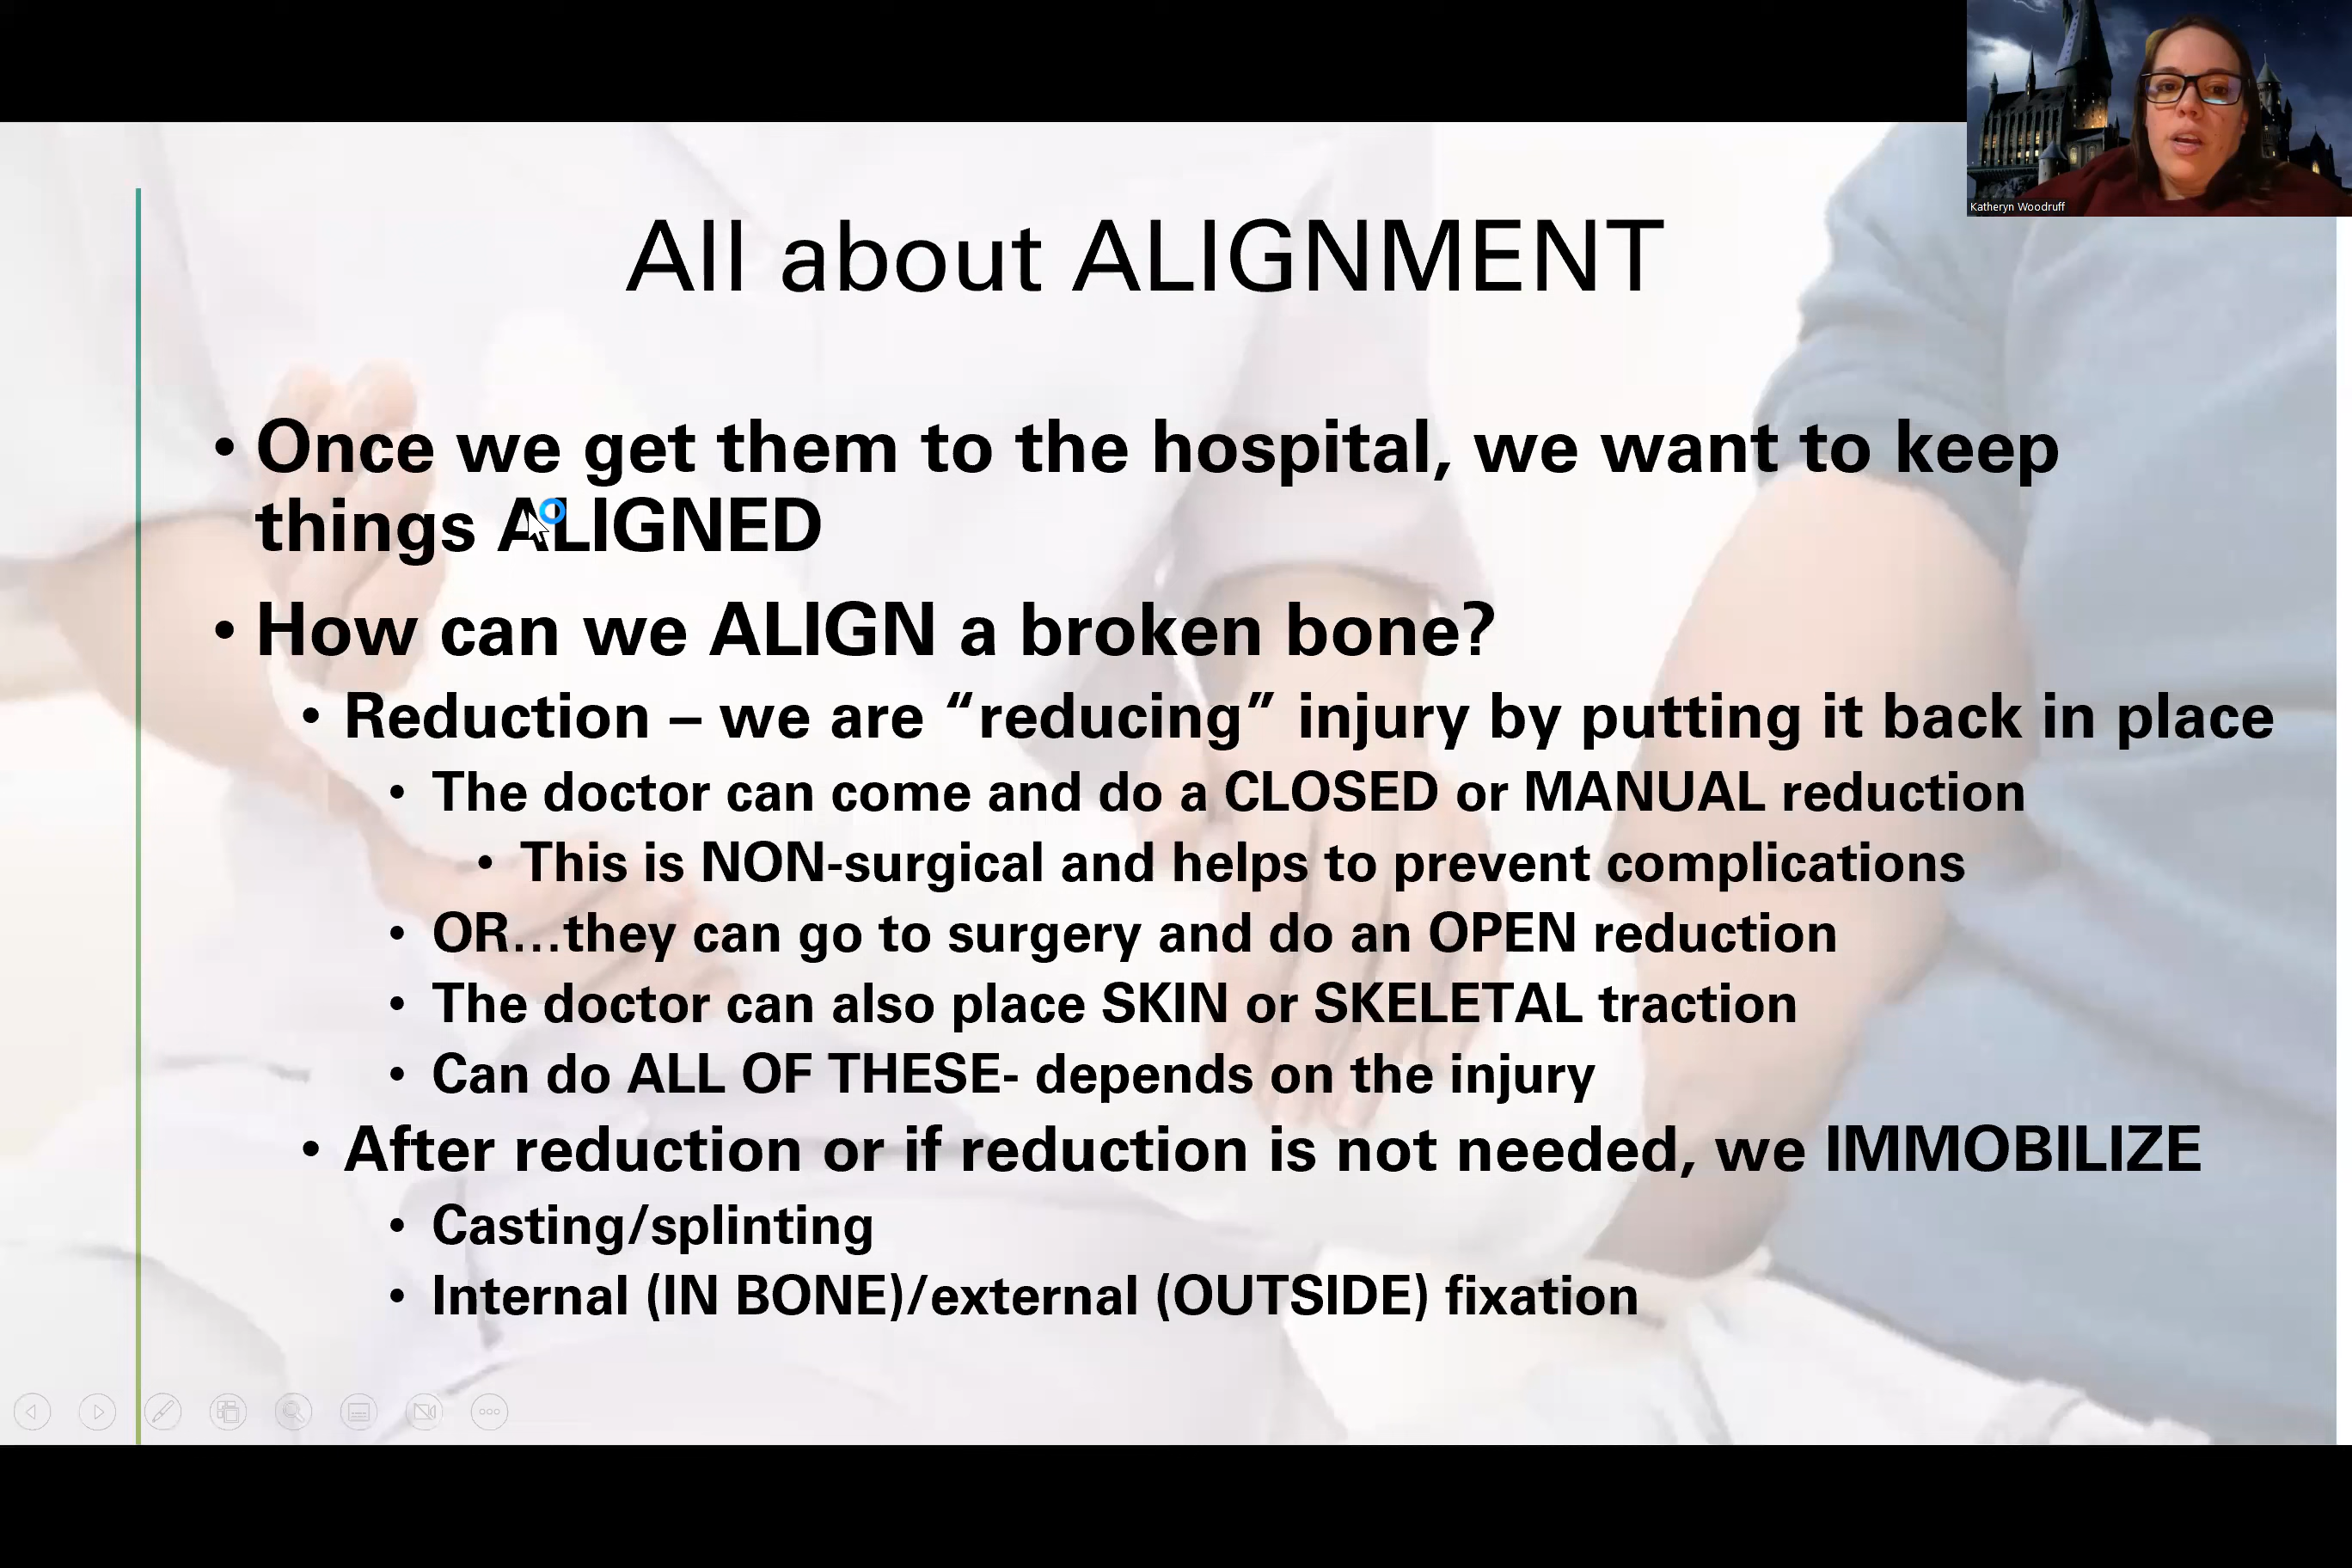 Katheryn Woodruff
All about ALIGNMENT
• Once we get them to the hospital, we want to keep
things ALIGNED
• How can we ALIGN a broken bone?
• Reduction – we are “reducing” injury by putting it back in place
• The doctor can come and do a CLOSED or MANUAL reduction
• This is NON-surgical and helps to prevent complications
• OR…they can go to surgery and do an OPEN reduction
• The doctor can also place SKIN or SKELETAL traction
• Can do ALL OF THESE- depends on the injury
• After reduction or if reduction is not needed, we IMMOBILIZE
• Casting/splinting
• Internal (IN BONE)/external (OUTSIDE) fixation